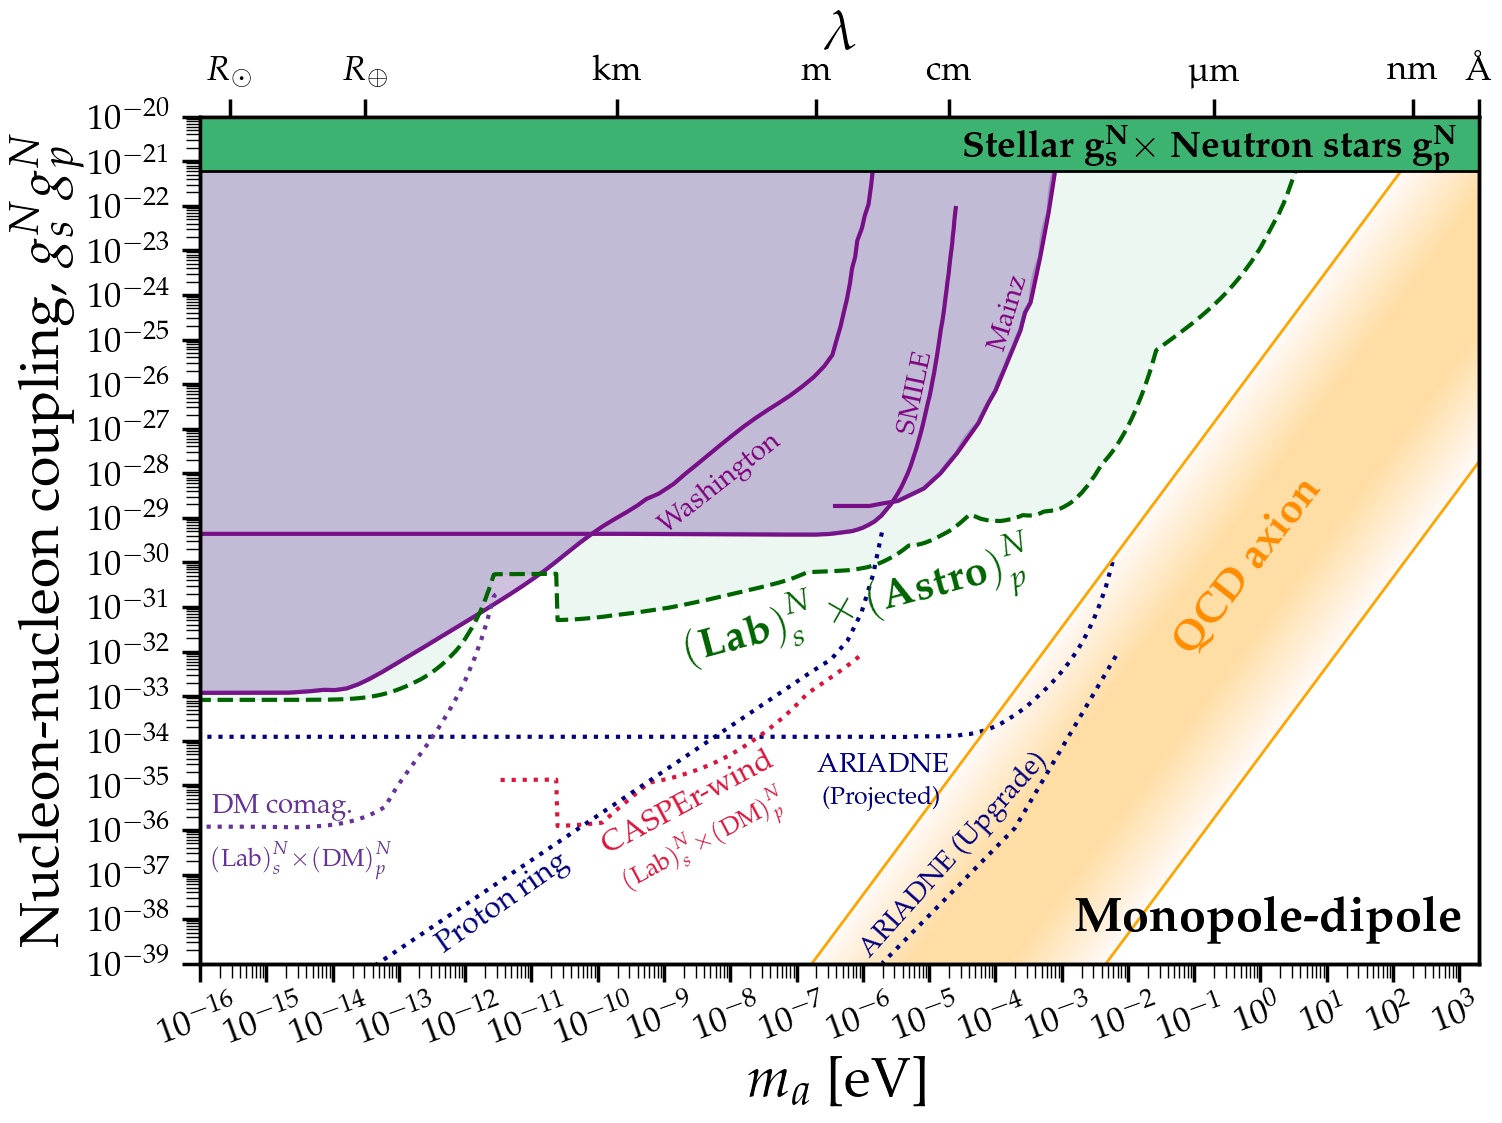 λ
R⊙ R⊕ km m cm µm nm Å
Nucleon-nucleon coupling, g_s^N g_p^N
10^−20
10^−21
10^−22
10^−23
10^−24
10^−25
10^−26
10^−27
10^−28
10^−29
10^−30
10^−31
10^−32
10^−33
10^−34
10^−35
10^−36
10^−37
10^−38
10^−39
Stellar g_s^N × Neutron stars g_p^N
Mainz
SMILE
Washington
(Lab)_s^N × (Astro)_p^N
QCD axion
ARIADNE
(Projected)
DM comag.
(Lab)_s^N×(DM)_p^N
CASPEr-wind
(Lab)_s^N×(DM)_p^N
Proton ring
ARIADNE (Upgrade)
Monopole-dipole
10^−16 10^−15 10^−14 10^−13 10^−12 10^−11 10^−10 10^−9 10^−8 10^−7 10^−6 10^−5 10^−4 10^−3 10^−2 10^−1 10^0 10^1 10^2 10^3
m_a [eV]